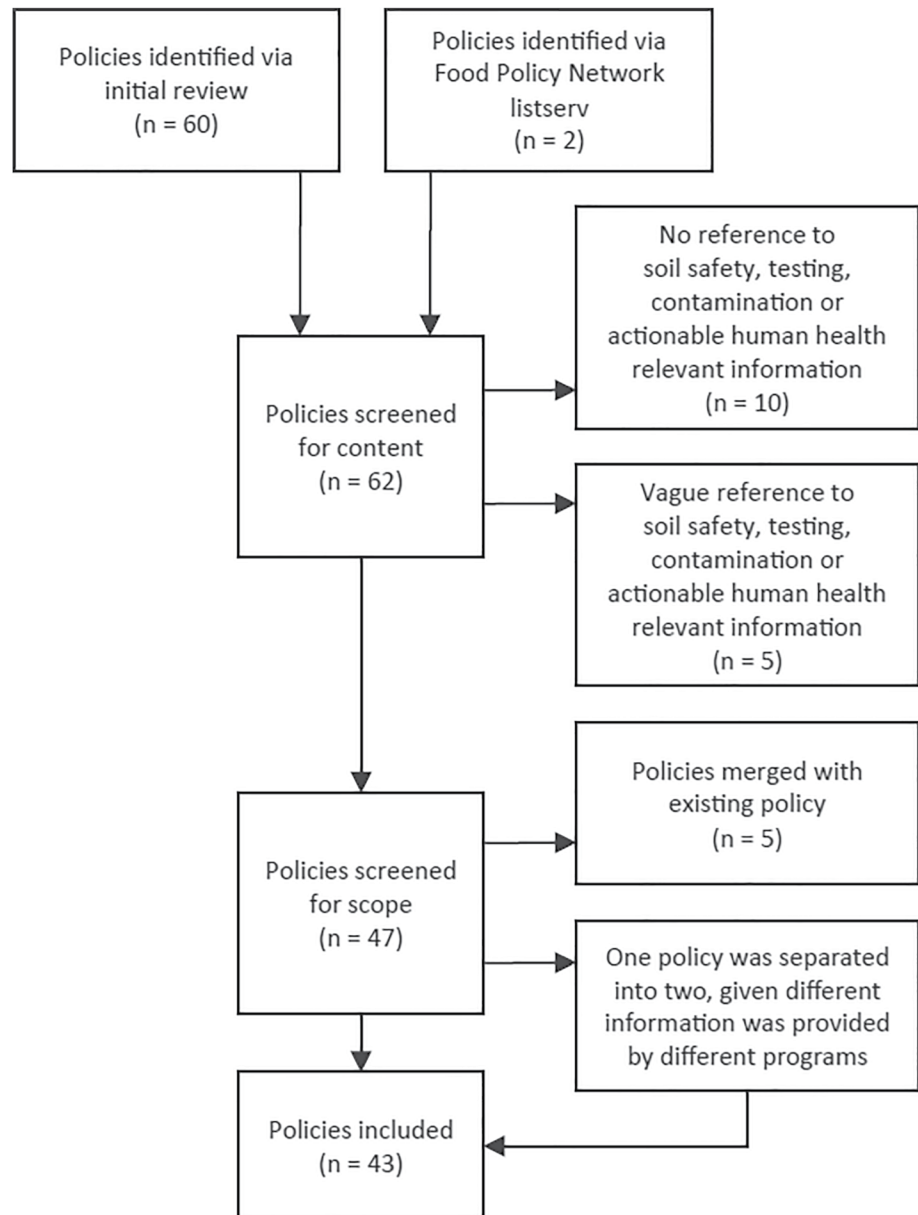 Policies identified via
initial review
(n = 60)
Policies identified via
Food Policy Network
listserv
(n = 2)
No reference to
soil safety, testing,
contamination or
actionable human health
relevant information
(n = 10)
Policies screened
for content
(n = 62)
Vague reference to
soil safety, testing,
contamination or
actionable human health
relevant information
(n = 5)
Policies merged with
existing policy
(n = 5)
Policies screened
for scope
(n = 47)
One policy was separated
into two, given different
information was provided
by different programs
Policies included
(n = 43)